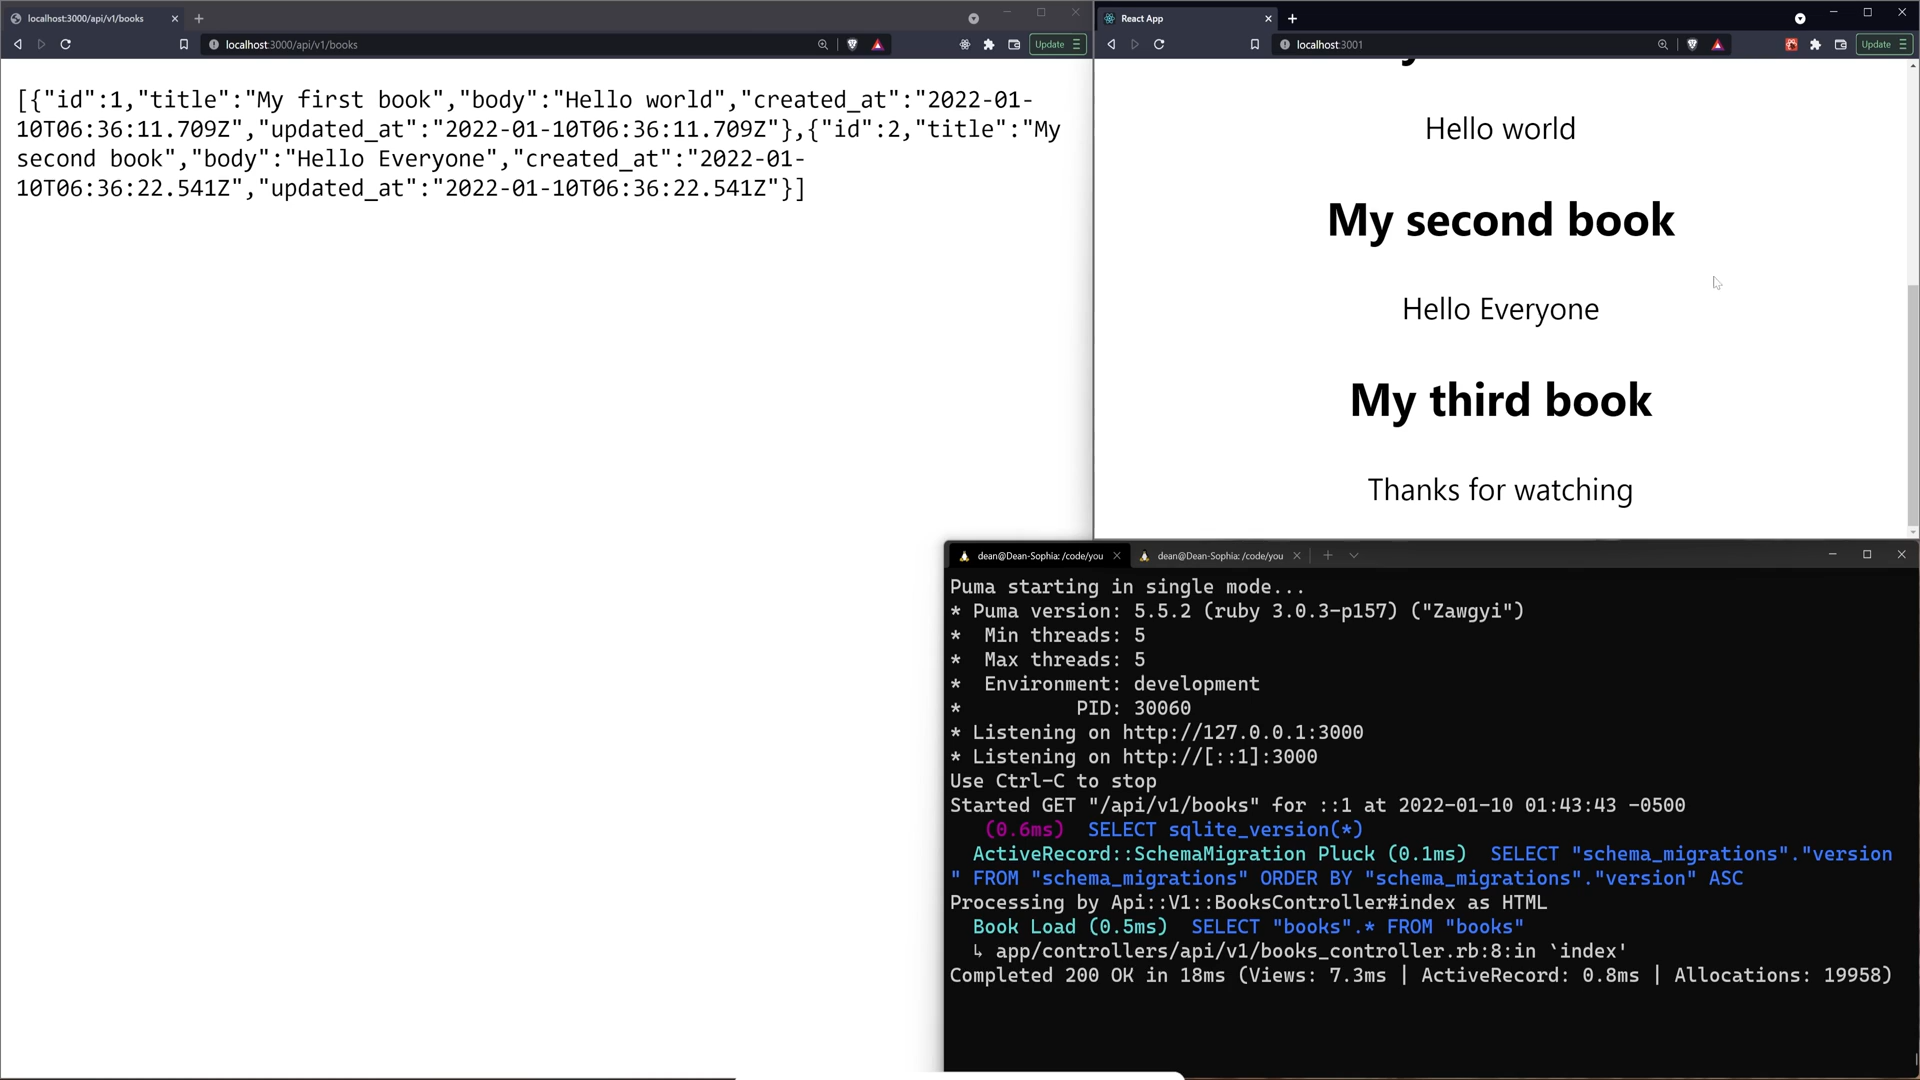 localhost:3000/api/v1/books
localhost:3000/api/v1/books
Update
[{"id":1,"title":"My first book","body":"Hello world","created_at":"2022-01-
10T06:36:11.709Z","updated_at":"2022-01-10T06:36:11.709Z"},{"id":2,"title":"My
second book","body":"Hello Everyone","created_at":"2022-01-
10T06:36:22.541Z","updated_at":"2022-01-10T06:36:22.541Z"}]
React App
localhost:3001
Update
Hello world
My second book
Hello Everyone
My third book
Thanks for watching
dean@Dean-Sophia: /code/you
dean@Dean-Sophia: /code/you
Puma starting in single mode...
* Puma version: 5.5.2 (ruby 3.0.3-p157) ("Zawgyi")
*  Min threads: 5
*  Max threads: 5
*  Environment: development
*          PID: 30060
* Listening on http://127.0.0.1:3000
* Listening on http://[::1]:3000
Use Ctrl-C to stop
Started GET "/api/v1/books" for ::1 at 2022-01-10 01:43:43 -0500
(0.6ms)  SELECT sqlite_version(*)
ActiveRecord::SchemaMigration Pluck (0.1ms)  SELECT "schema_migrations"."version
" FROM "schema_migrations" ORDER BY "schema_migrations"."version" ASC
Processing by Api::V1::BooksController#index as HTML
Book Load (0.5ms)  SELECT "books".* FROM "books"
↳ app/controllers/api/v1/books_controller.rb:8:in `index'
Completed 200 OK in 18ms (Views: 7.3ms | ActiveRecord: 0.8ms | Allocations: 19958)